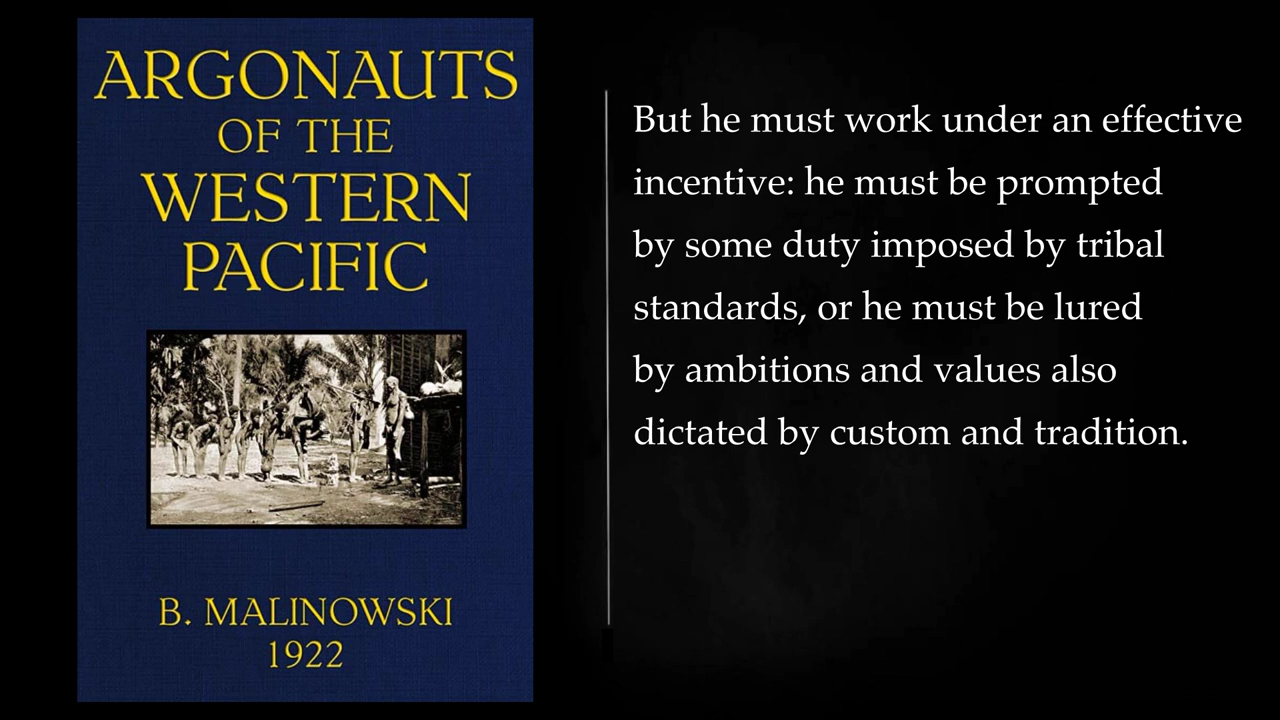 ARGONAUTS
OF THE
WESTERN
PACIFIC
B. MALINOWSKI
1922
But he must work under an effective
incentive: he must be prompted
by some duty imposed by tribal
standards, or he must be lured
by ambitions and values also
dictated by custom and tradition.